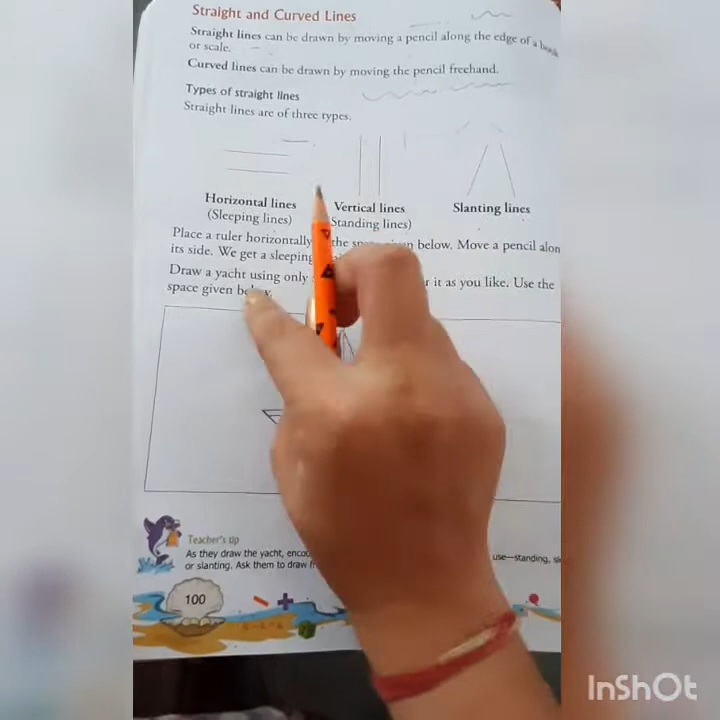 Straight and Curved Lines
Straight lines can be drawn by moving a pencil along the edge of a book
or scale.
Curved lines can be drawn by moving the pencil freehand.
Types of straight lines
Straight lines are of three types.
Horizontal lines Vertical lines Slanting lines
(Sleeping lines) Standing lines)
Place a ruler horizontally the given below. Move a pencil alon
its side. We get a sleeping
Draw a yacht using only r it as you like. Use the
space given
Teacher's tip
As they draw the yacht, use—standing,
or slanting. Ask them to draw
100
InShOt